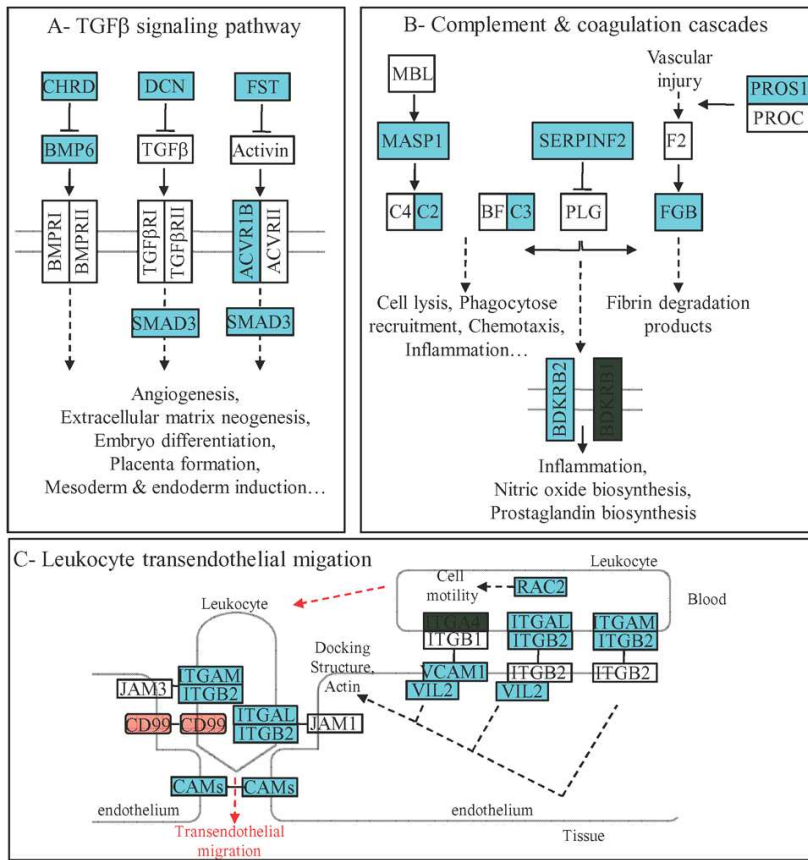 A- TGFβ signaling pathway
CHRD
DCN
FST
BMP6
TGFβ
Activin
BMPRI
BMPRII
TGFβRI
TGFβRII
ACVR1B
ACVRII
SMAD3
SMAD3
Angiogenesis,
Extracellular matrix neogenesis,
Embryo differentiation,
Placenta formation,
Mesoderm & endoderm induction…
B- Complement & coagulation cascades
MBL
Vascular
injury
PROS1
PROC
MASP1
SERPINF2
F2
C4
C2
BF
C3
PLG
FGB
Cell lysis, Phagocytose
recruitment, Chemotaxis,
Inflammation…
Fibrin degradation
products
BDKRB2
BDKRB1
Inflammation,
Nitric oxide biosynthesis,
Prostaglandin biosynthesis
C- Leukocyte transendothelial migation
Leukocyte
Cell
motility
RAC2
Blood
Leukocyte
ITGA4
ITGB1
ITGAL
ITGB2
ITGAM
ITGB2
Docking
Structure,
Actin
VCAM1
VIL2
ITGB2
VIL2
ITGB2
JAM3
ITGAM
ITGB2
CD99
CD99
ITGAL
ITGB2
JAM1
CAMs
CAMs
endothelium
endothelium
Transendothelial
migration
Tissue